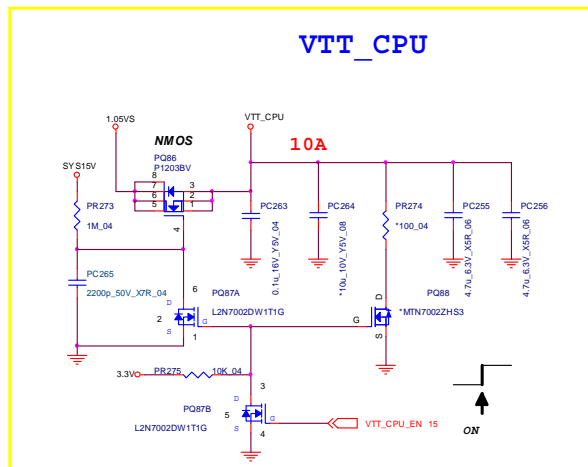 VTT_CPU
1.05VS
VTT_CPU
NMOS
10A
PQ86
P1203BV
SYS15V
8
7
6
5
3
2
1
4
PR273
1M_04
PC263
0.1u_16V_Y5V_04
PC264
*10u_10V_Y5V_08
PR274
*100_04
PC255
4.7u_6.3V_X5R_06
PC256
4.7u_6.3V_X5R_06
PC265
2200p_50V_X7R_04
6
PQ87A
D
L2N7002DW1T1G
2
G
S
1
D
PQ88
G
*MTN7002ZHS3
S
3.3V
PR275
10K_04
3
PQ87B
D
5
G
L2N7002DW1T1G
S
4
VTT_CPU_EN 15
ON